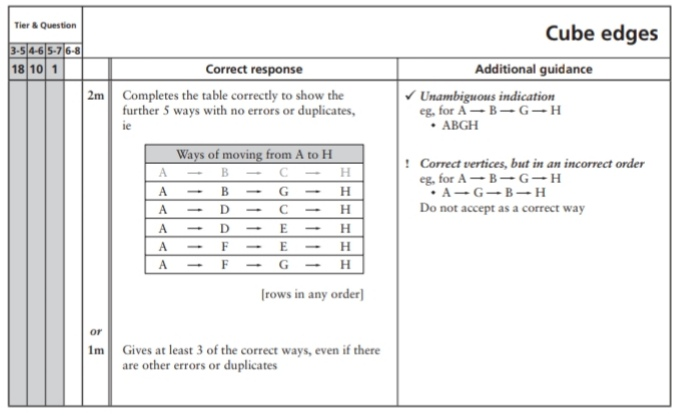 Tier & Question
Cube edges
3-5 4-6 5-7 6-8
18 10 1
Correct response
Additional guidance
2m
Completes the table correctly to show the
further 5 ways with no errors or duplicates,
ie
Ways of moving from A to H
A → B → C → H
A → B → G → H
A → D → C → H
A → D → E → H
A → F → E → H
A → F → G → H
[rows in any order]
or
1m
Gives at least 3 of the correct ways, even if there
are other errors or duplicates
✓ Unambiguous indication
eg, for A → B → G → H
• ABGH
! Correct vertices, but in an incorrect order
eg, for A → B → G → H
• A → G → B → H
Do not accept as a correct way